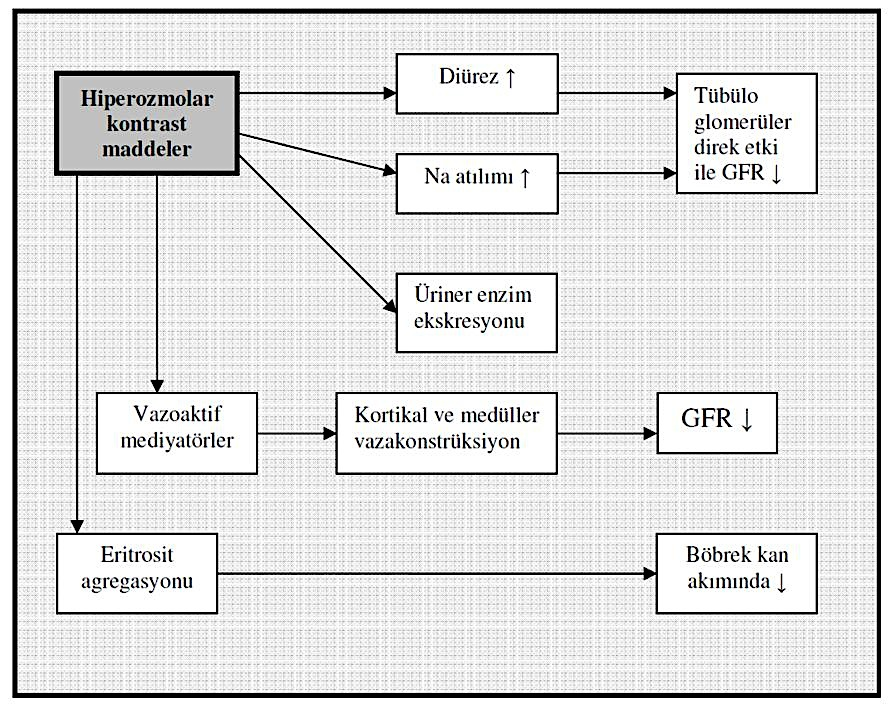 Hiperozmolar
kontrast
maddeler
Diürez ↑
Tübülo
glomerüler
direk etki
ile GFR ↓
Na atılımı ↑
Üriner enzim
ekskresyonu
Vazoaktif
mediyatörler
Kortikal ve medüller
vazakonstrüksiyon
GFR ↓
Eritrosit
agregasyonu
Böbrek kan
akımında ↓